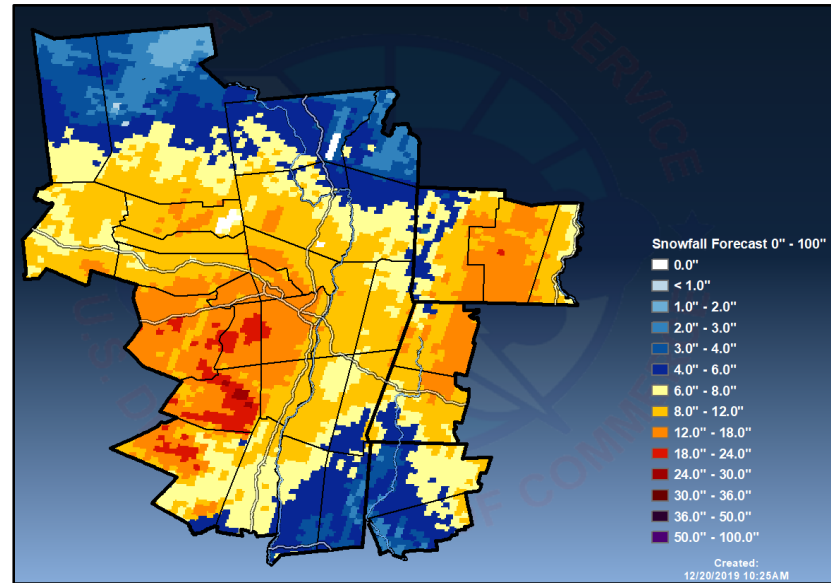 SERVICE
Snowfall Forecast 0" - 100"
0.0"
< 1.0"
1.0" - 2.0"
2.0" - 3.0"
3.0" - 4.0"
4.0" - 6.0"
6.0" - 8.0"
8.0" - 12.0"
12.0" - 18.0"
18.0" - 24.0"
24.0" - 30.0"
30.0" - 36.0"
36.0" - 50.0"
50.0" - 100.0"
Created:
12/20/2019 10:25AM